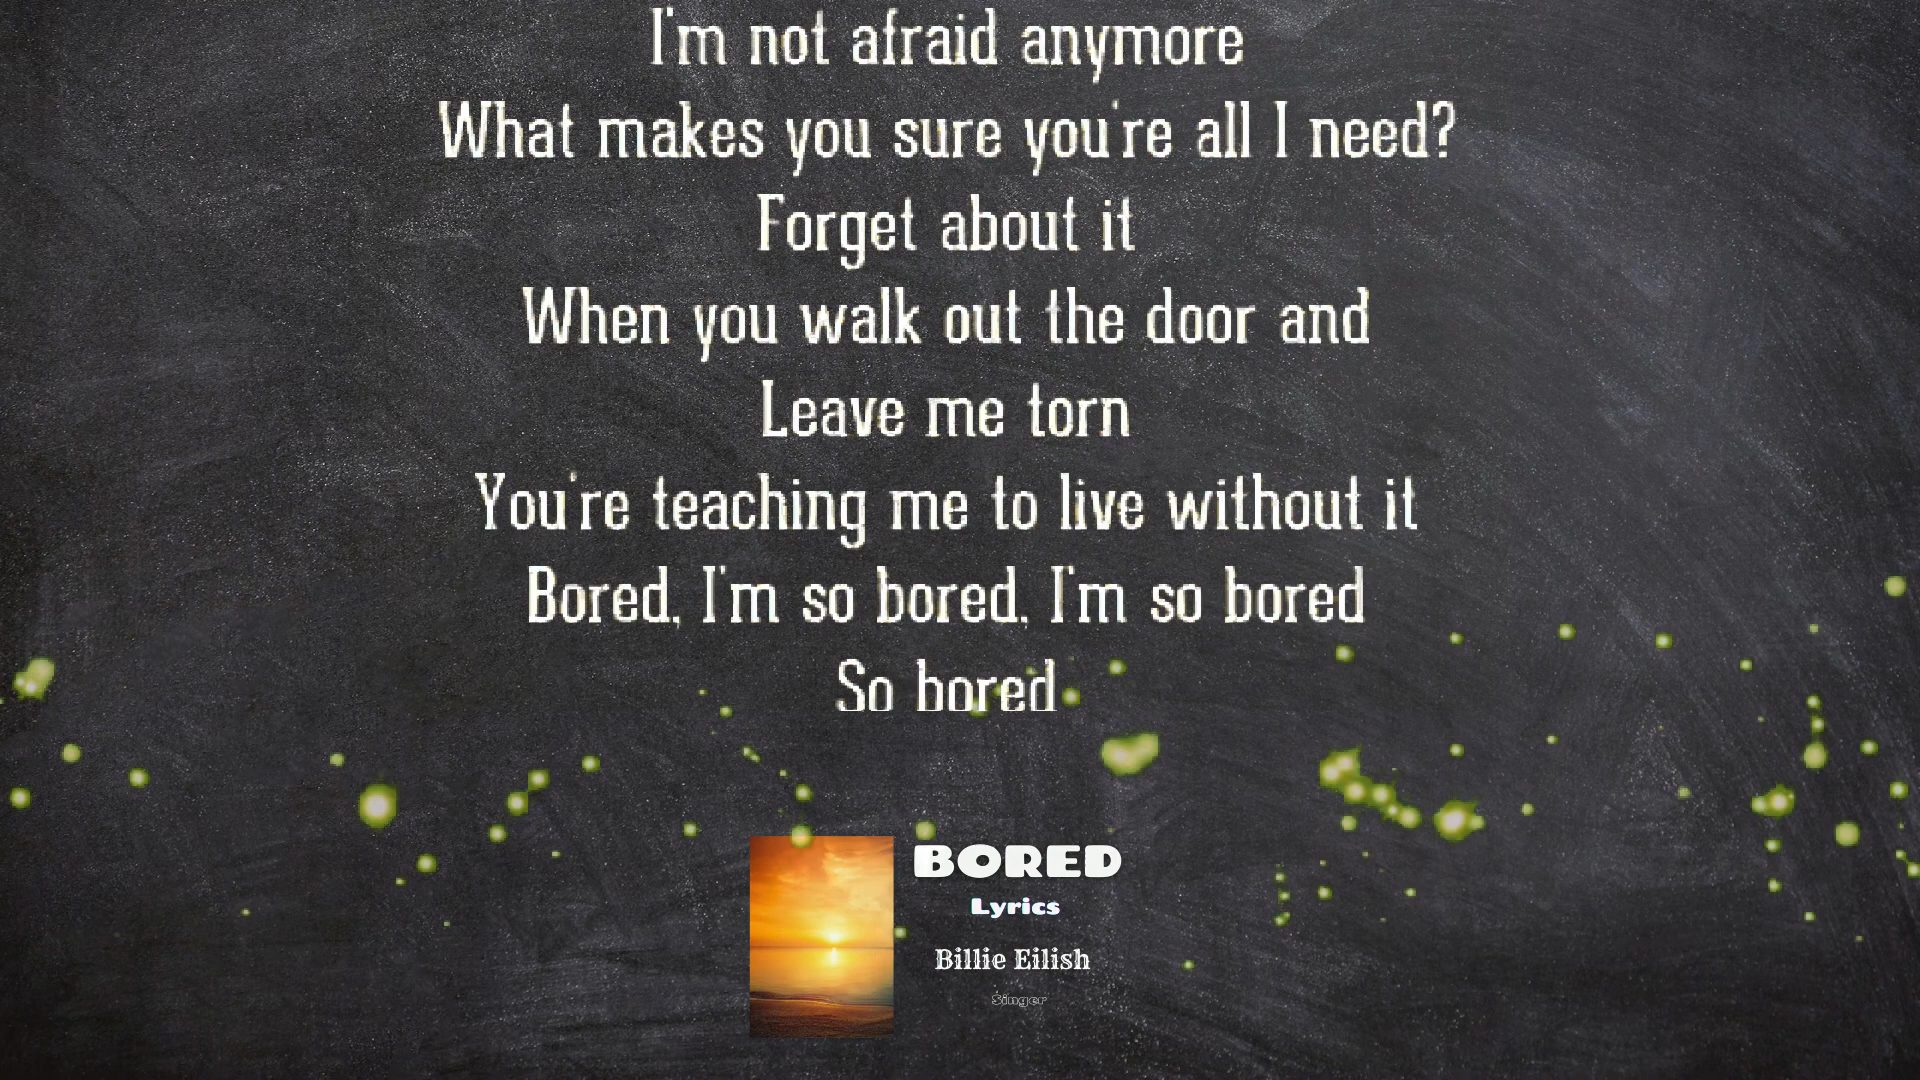 I'm not afraid anymore
What makes you sure you're all I need?
Forget about it
When you walk out the door and
Leave me torn
You're teaching me to live without it
Bored, I'm so bored, I'm so bored
So bored
BORED
Lyrics
Billie Eilish
Singer